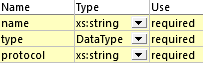 Name Type Use
name xs:string required
type DataType required
protocol xs:string required